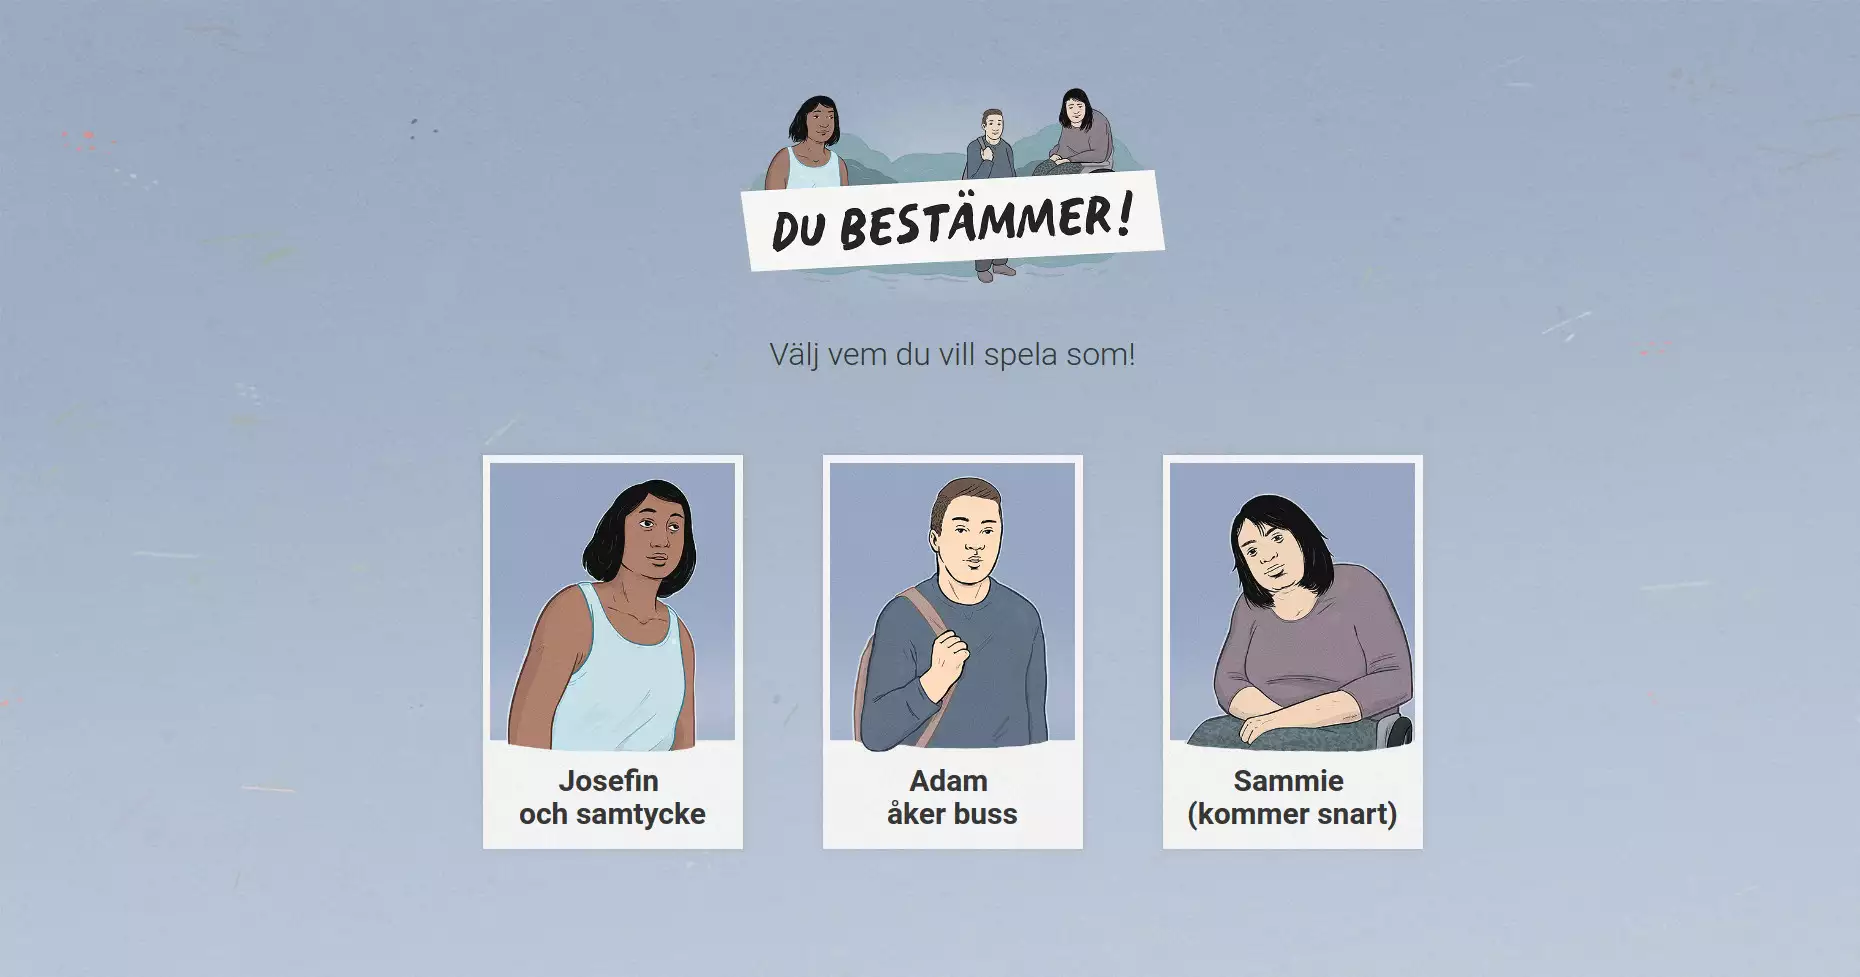 DU BESTÄMMER!
Välj vem du vill spela som!
Josefin
och samtycke
Adam
åker buss
Sammie
(kommer snart)